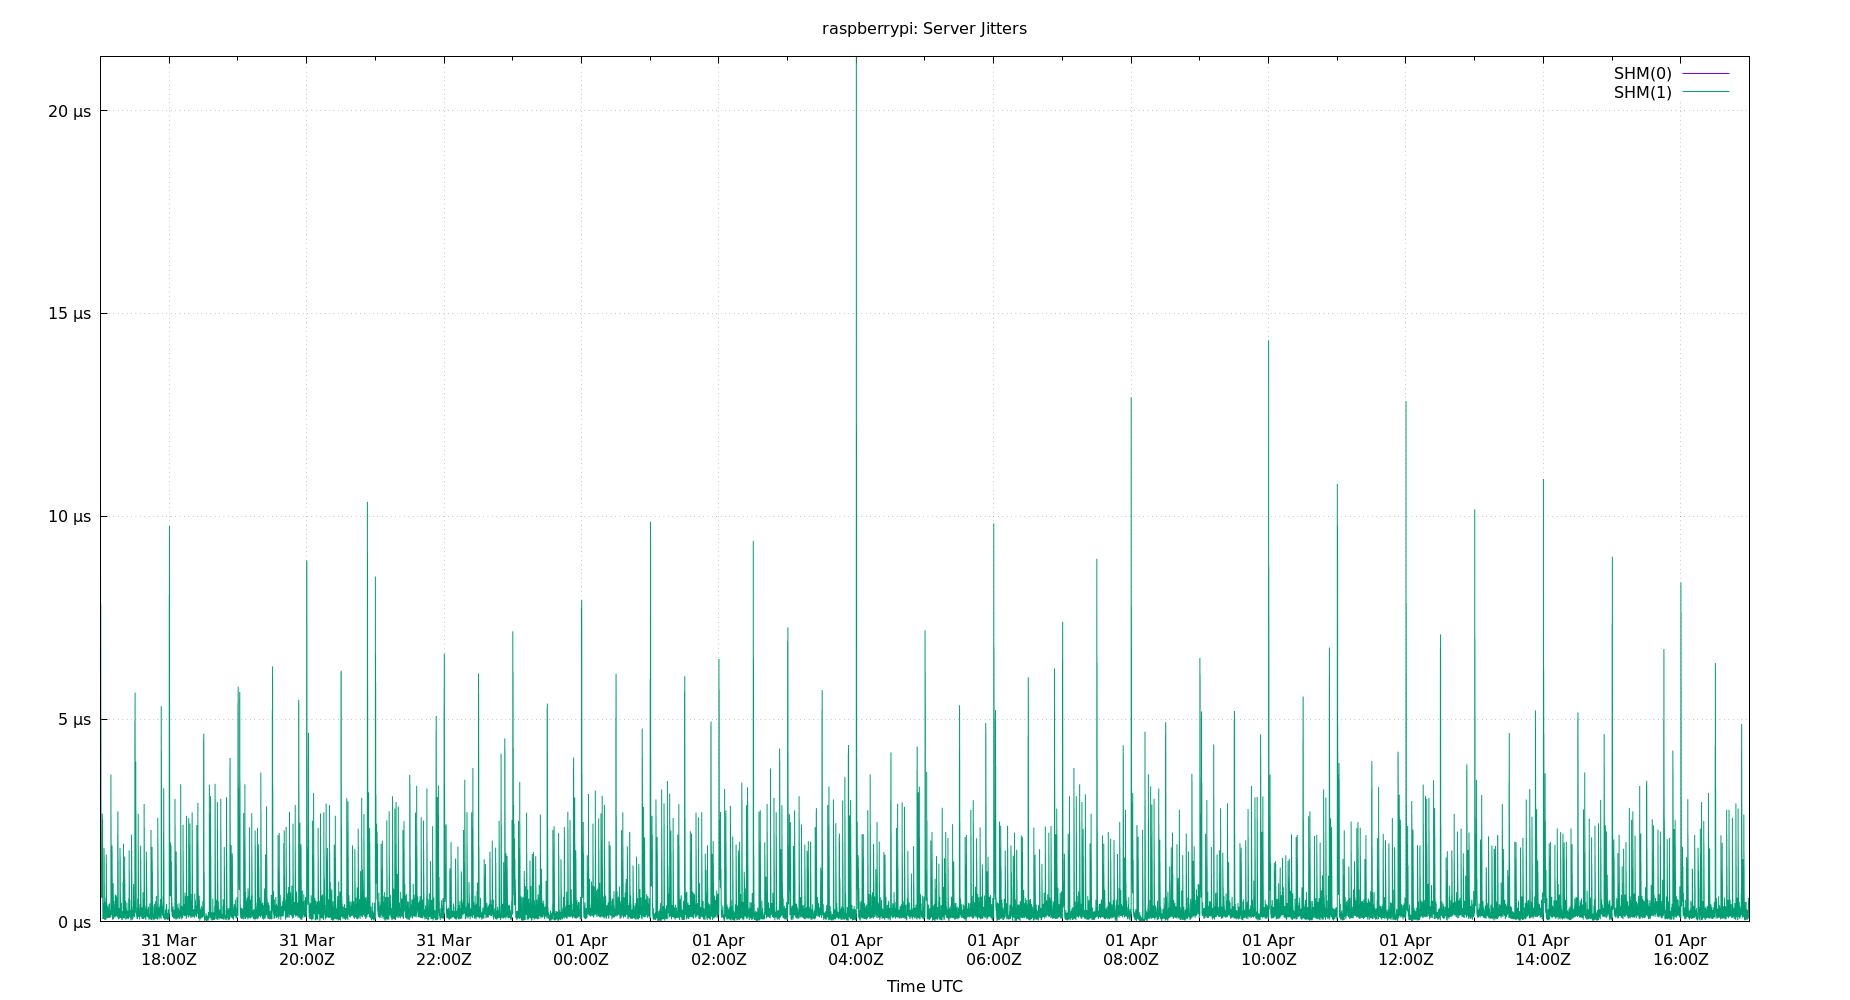 raspberrypi: Server Jitters
SHM(0)
SHM(1)
20 µs
15 µs
10 µs
5 µs
0 µs
31 Mar 31 Mar 31 Mar 01 Apr 01 Apr 01 Apr 01 Apr 01 Apr 01 Apr 01 Apr 01 Apr 01 Apr
18:00Z 20:00Z 22:00Z 00:00Z 02:00Z 04:00Z 06:00Z 08:00Z 10:00Z 12:00Z 14:00Z 16:00Z
Time UTC